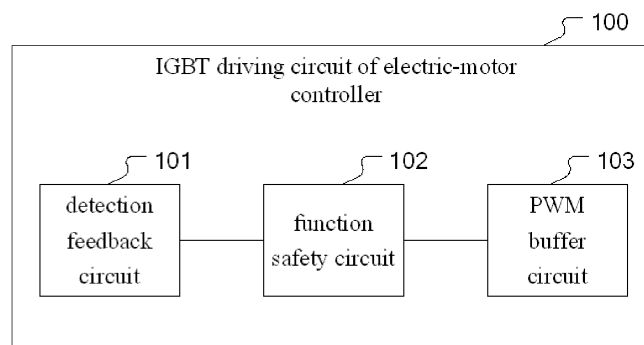 100
IGBT driving circuit of electric-motor
controller
101
102
103
detection
feedback
circuit
function
safety circuit
PWM
buffer
circuit